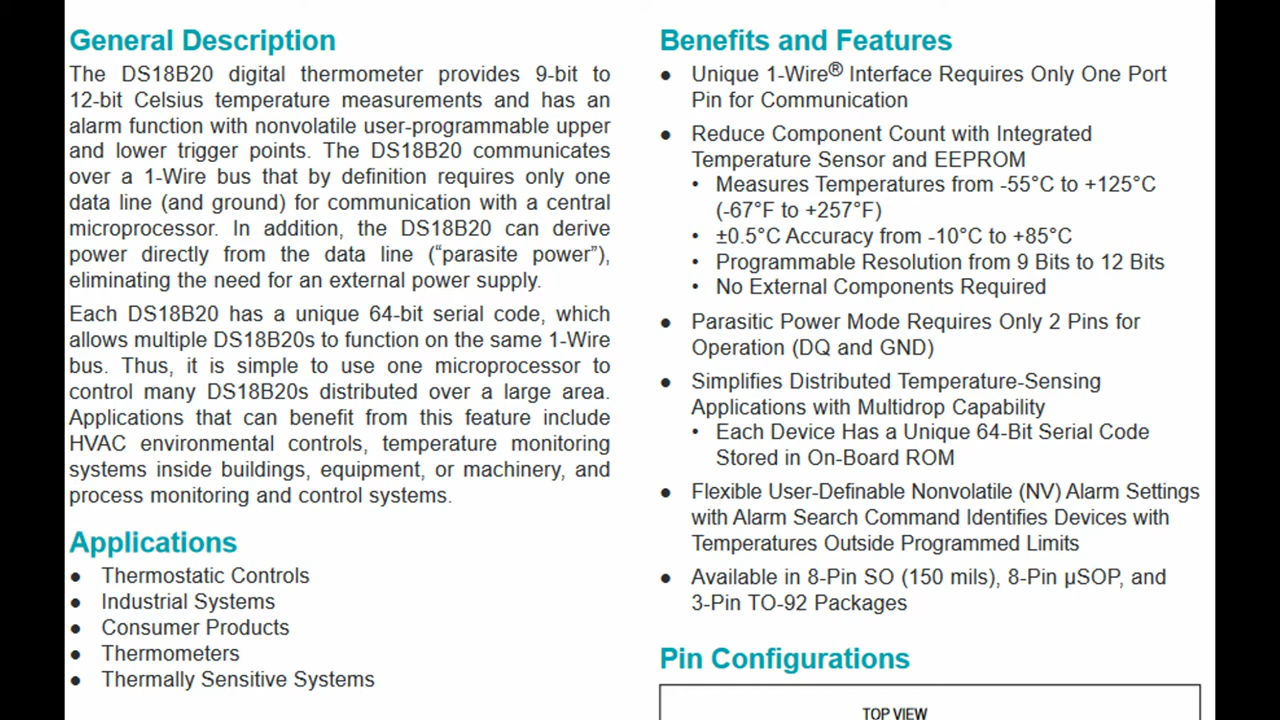 General Description
The DS18B20 digital thermometer provides 9-bit to
12-bit Celsius temperature measurements and has an
alarm function with nonvolatile user-programmable upper
and lower trigger points. The DS18B20 communicates
over a 1-Wire bus that by definition requires only one
data line (and ground) for communication with a central
microprocessor. In addition, the DS18B20 can derive
power directly from the data line (“parasite power”),
eliminating the need for an external power supply.
Each DS18B20 has a unique 64-bit serial code, which
allows multiple DS18B20s to function on the same 1-Wire
bus. Thus, it is simple to use one microprocessor to
control many DS18B20s distributed over a large area.
Applications that can benefit from this feature include
HVAC environmental controls, temperature monitoring
systems inside buildings, equipment, or machinery, and
process monitoring and control systems.
Applications
● Thermostatic Controls
● Industrial Systems
● Consumer Products
● Thermometers
● Thermally Sensitive Systems
Benefits and Features
● Unique 1-Wire® Interface Requires Only One Port
Pin for Communication
● Reduce Component Count with Integrated
Temperature Sensor and EEPROM
• Measures Temperatures from -55°C to +125°C
(-67°F to +257°F)
• ±0.5°C Accuracy from -10°C to +85°C
• Programmable Resolution from 9 Bits to 12 Bits
• No External Components Required
● Parasitic Power Mode Requires Only 2 Pins for
Operation (DQ and GND)
● Simplifies Distributed Temperature-Sensing
Applications with Multidrop Capability
• Each Device Has a Unique 64-Bit Serial Code
Stored in On-Board ROM
● Flexible User-Definable Nonvolatile (NV) Alarm Settings
with Alarm Search Command Identifies Devices with
Temperatures Outside Programmed Limits
● Available in 8-Pin SO (150 mils), 8-Pin µSOP, and
3-Pin TO-92 Packages
Pin Configurations
TOP VIEW